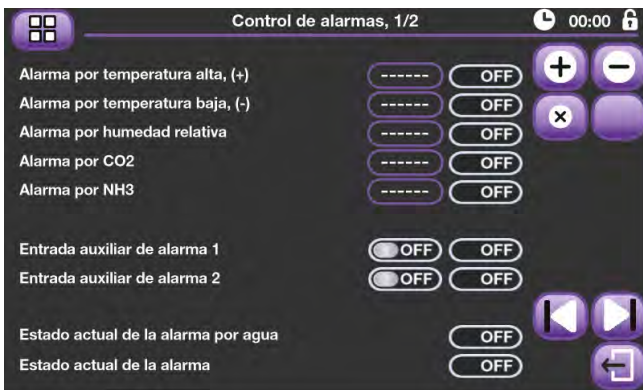 Control de alarmas, 1/2 00:00
Alarma por temperatura alta, (+) ------ OFF
Alarma por temperatura baja, (-) ------ OFF
Alarma por humedad relativa ------ OFF
Alarma por CO2 ------ OFF
Alarma por NH3 ------ OFF
Entrada auxiliar de alarma 1 OFF OFF
Entrada auxiliar de alarma 2 OFF OFF
Estado actual de la alarma por agua OFF
Estado actual de la alarma OFF